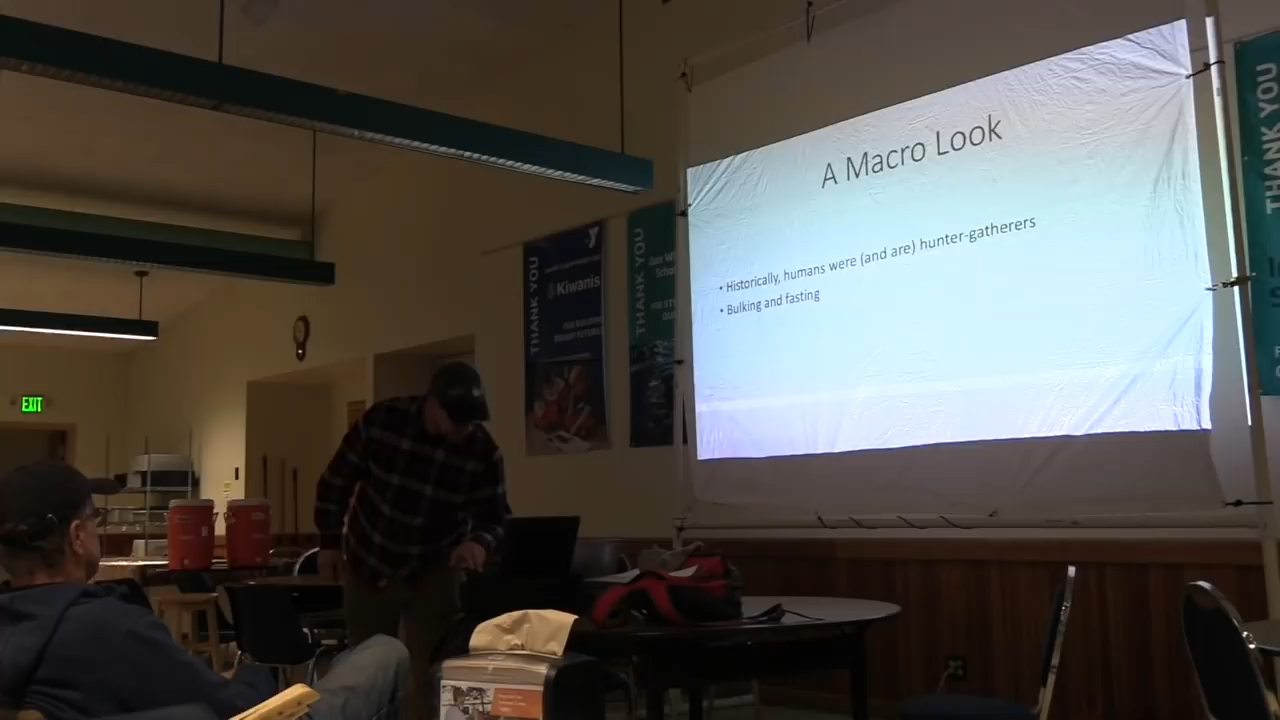 A Macro Look
• Historically, humans were (and are) hunter-gatherers
• Bulking and fasting
THANK YOU
Kiwanis
THANK YOU
THANK YOU
EXIT